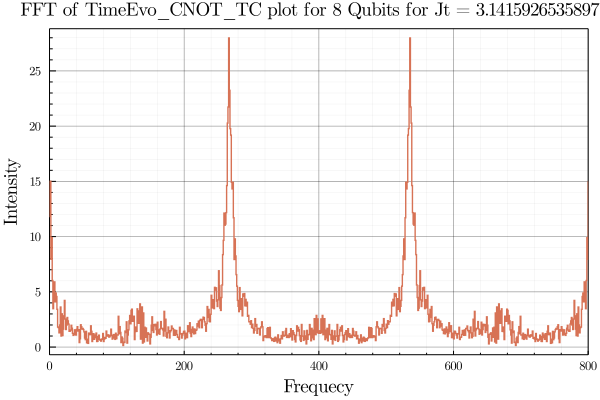 FFT of TimeEvo_CNOT_TC plot for 8 Qubits for Jt = 3.1415926535897
Intensity
25
20
15
10
5
0
0 200 400 600 800
Frequecy